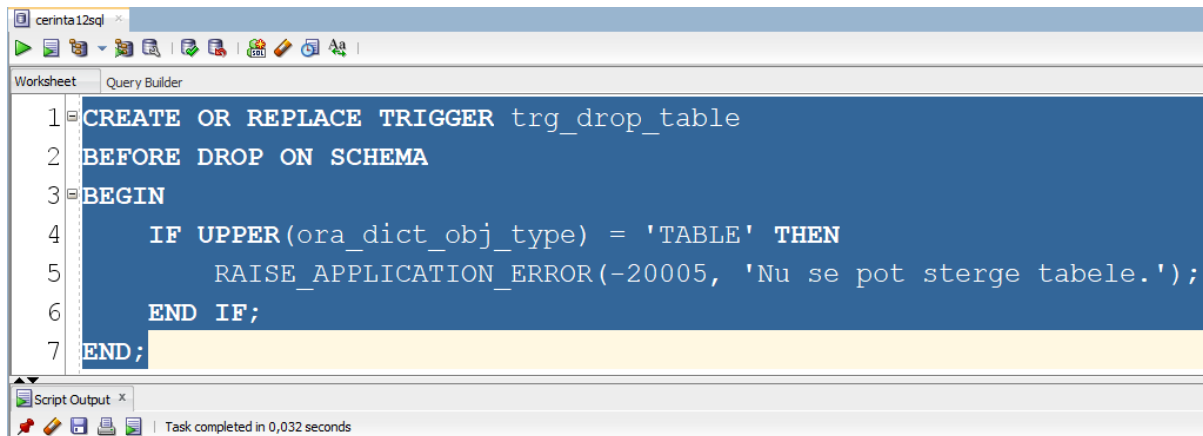 cerinta12sql
Worksheet Query Builder
1 CREATE OR REPLACE TRIGGER trg_drop_table
2 BEFORE DROP ON SCHEMA
3 BEGIN
4 IF UPPER(ora_dict_obj_type) = 'TABLE' THEN
5 RAISE_APPLICATION_ERROR(-20005, 'Nu se pot sterge tabele.');
6 END IF;
7 END;
Script Output x
Task completed in 0,032 seconds